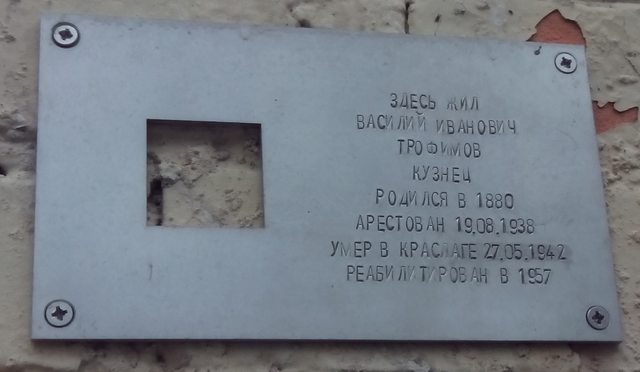 ЗДЕСЬ ЖИЛ
ВАСИЛИЙ ИВАНОВИЧ
ТРОФИМОВ
КУЗНЕЦ
РОДИЛСЯ В 1880
АРЕСТОВАН 19.08.1938
УМЕР В КРАСЛАГЕ 27.05.1942
РЕАБИЛИТИРОВАН В 1957